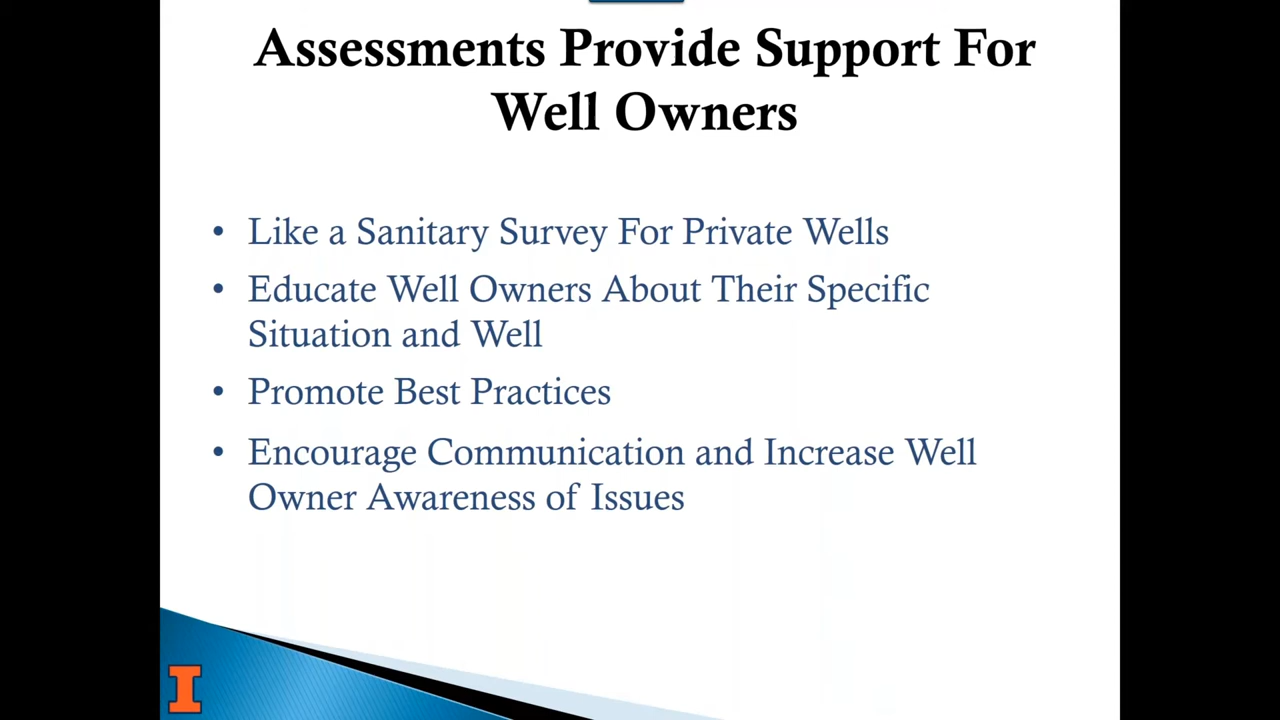 Assessments Provide Support For
Well Owners
• Like a Sanitary Survey For Private Wells
• Educate Well Owners About Their Specific
Situation and Well
• Promote Best Practices
• Encourage Communication and Increase Well
Owner Awareness of Issues
I